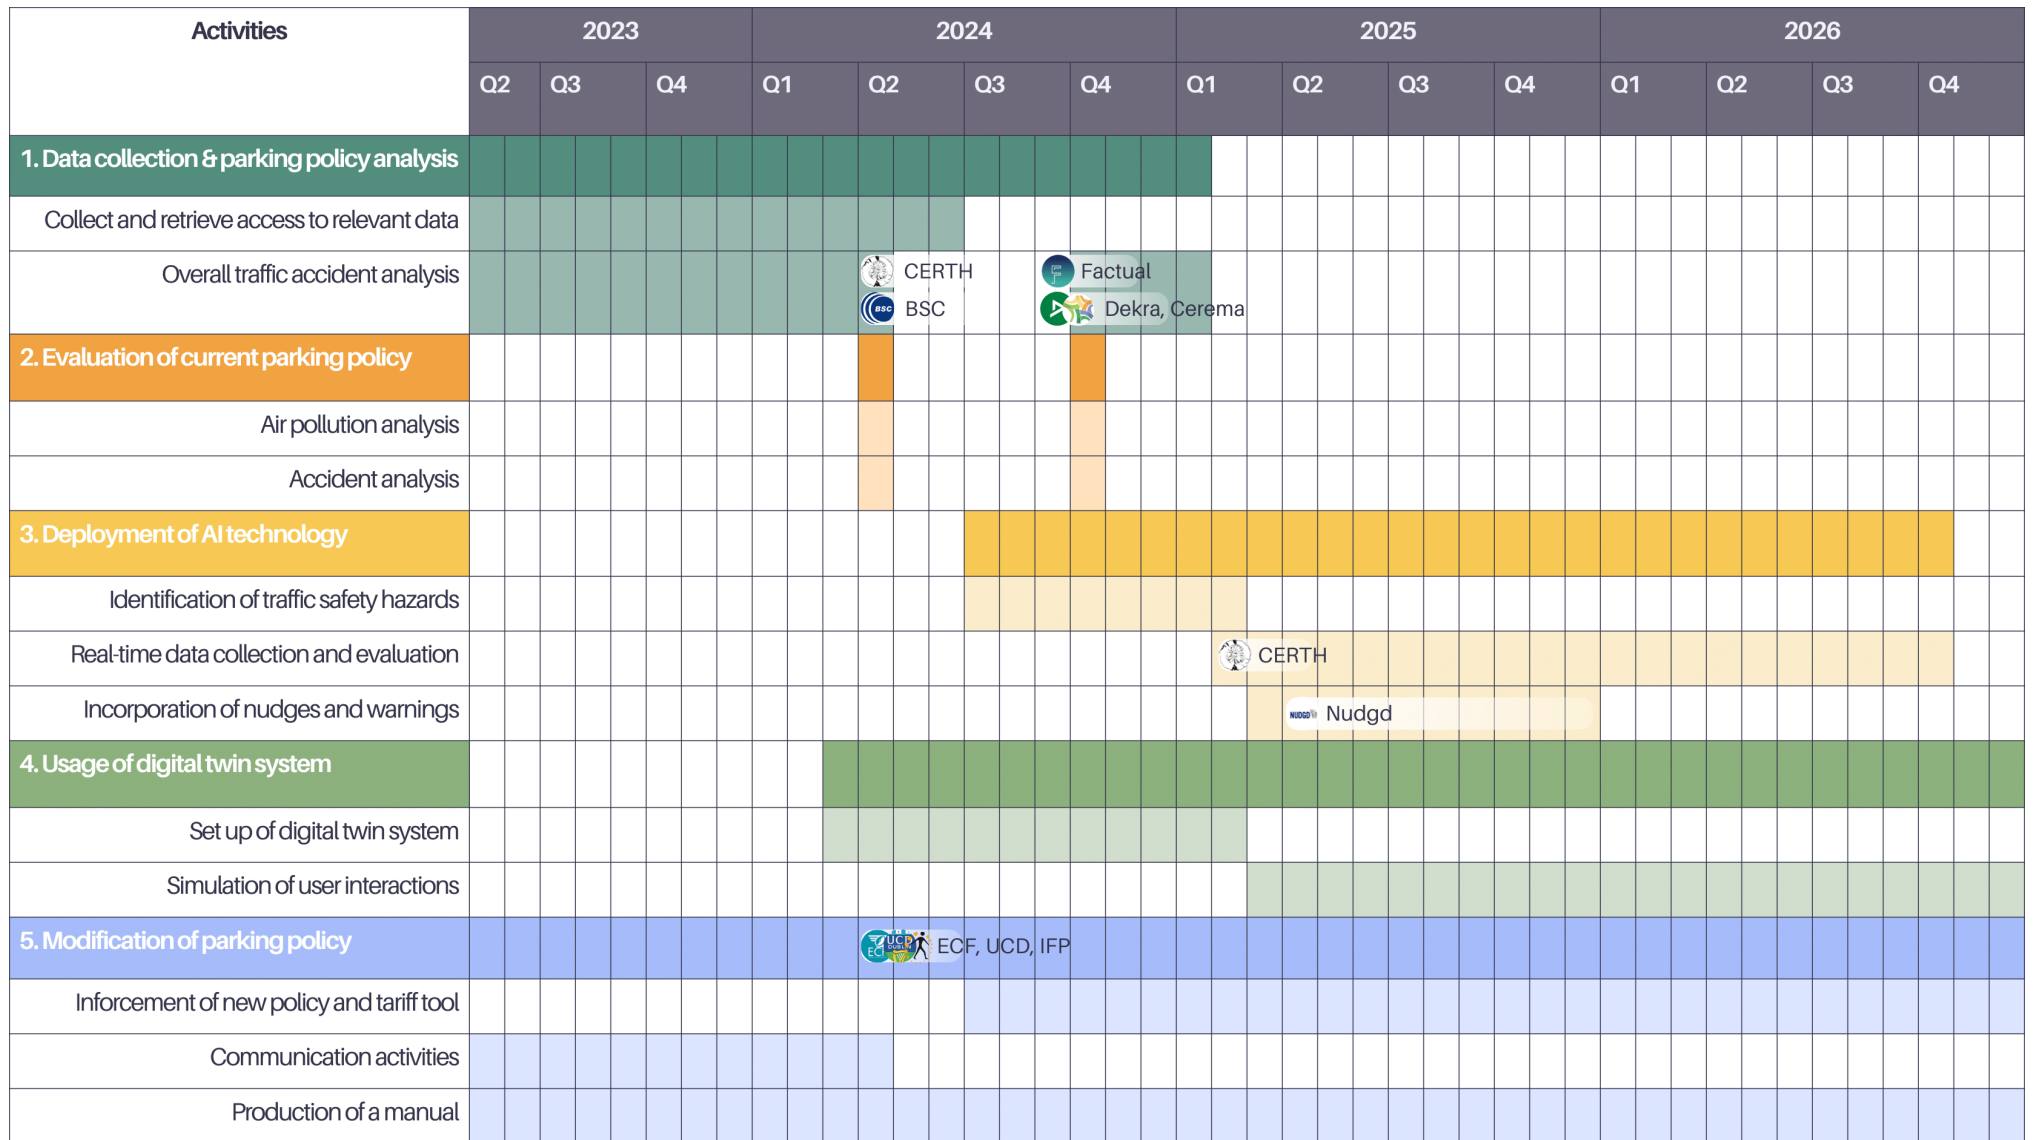 Activities 2023 2024 2025 2026
Q2 Q3 Q4 Q1 Q2 Q3 Q4 Q1 Q2 Q3 Q4 Q1 Q2 Q3 Q4
1. Data collection & parking policy analysis
Collect and retrieve access to relevant data
Overall traffic accident analysis
CERTH
Factual
BSC
BSC
Dekra, Cerema
2. Evaluation of current parking policy
Air pollution analysis
Accident analysis
3. Deployment of AI technology
Identification of traffic safety hazards
Real-time data collection and evaluation
CERTH
Incorporation of nudges and warnings
NUDGD
Nudgd
4. Usage of digital twin system
Set up of digital twin system
Simulation of user interactions
5. Modification of parking policy
UCD
DUBLIN
ECF, UCD, IFP
Inforcement of new policy and tariff tool
Communication activities
Production of a manual